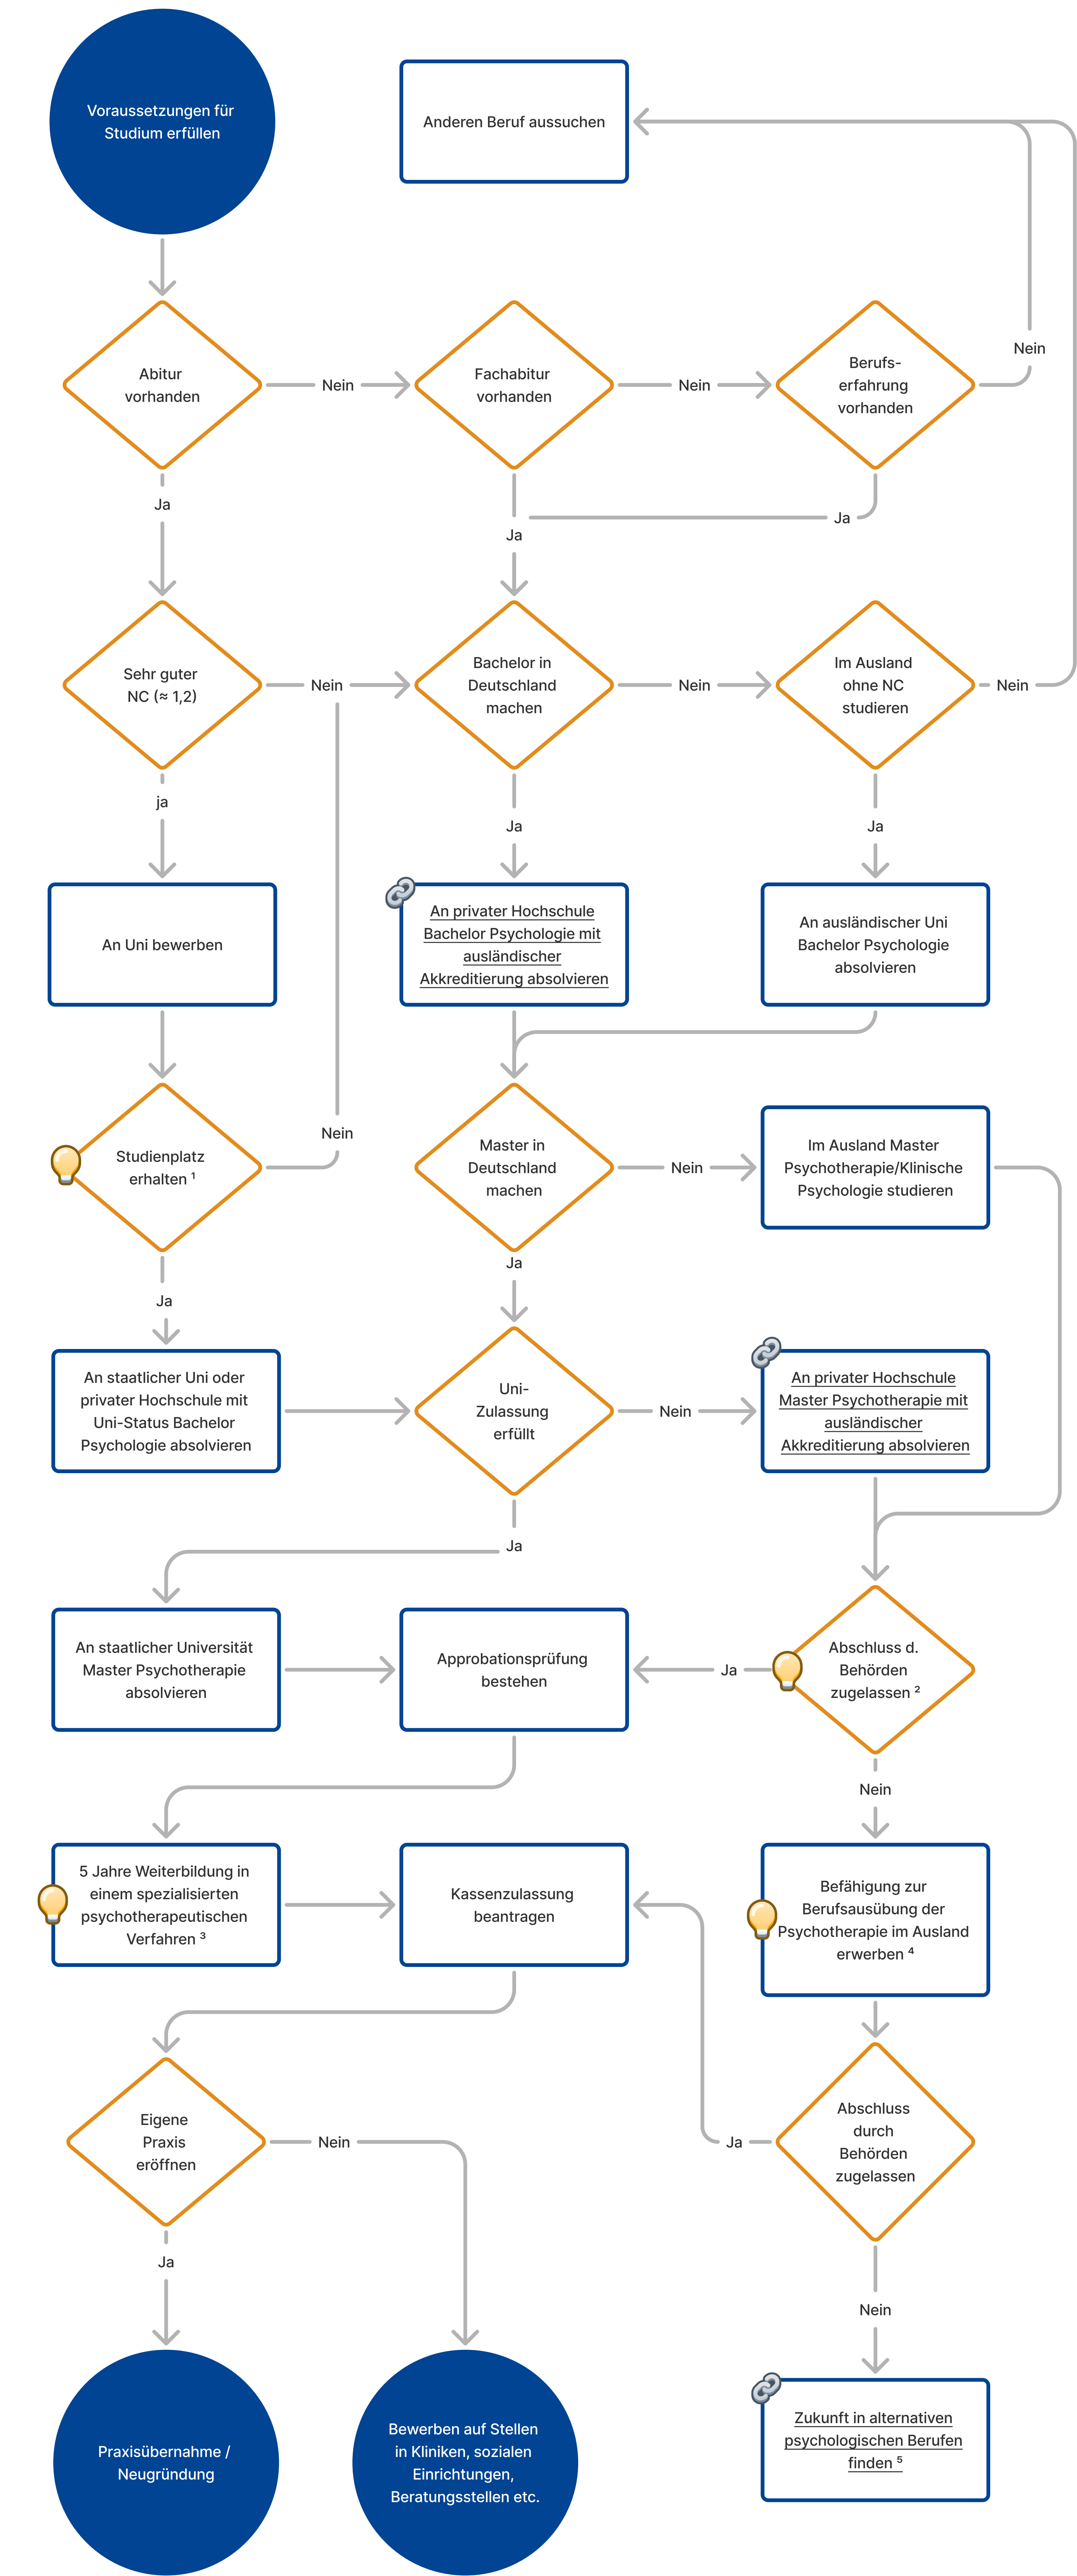 Voraussetzungen für
Studium erfüllen
Anderen Beruf aussuchen
Abitur
vorhanden
Nein
Fachabitur
vorhanden
Nein
Berufs-
erfahrung
vorhanden
Nein
Ja
Ja
Ja
Sehr guter
NC (≈ 1,2)
Nein
Bachelor in
Deutschland
machen
Nein
Im Ausland
ohne NC
studieren
Nein
ja
Ja
Ja
An Uni bewerben
An privater Hochschule
Bachelor Psychologie mit
ausländischer
Akkreditierung absolvieren
An ausländischer Uni
Bachelor Psychologie
absolvieren
Studienplatz
erhalten ¹
Nein
Master in
Deutschland
machen
Nein
Im Ausland Master
Psychotherapie/Klinische
Psychologie studieren
Ja
Ja
An staatlicher Uni oder
privater Hochschule mit
Uni-Status Bachelor
Psychologie absolvieren
Uni-
Zulassung
erfüllt
Nein
An privater Hochschule
Master Psychotherapie mit
ausländischer
Akkreditierung absolvieren
Ja
An staatlicher Universität
Master Psychotherapie
absolvieren
Approbationsprüfung
bestehen
Ja
Abschluss d.
Behörden
zugelassen ²
Nein
5 Jahre Weiterbildung in
einem spezialisierten
psychotherapeutischen
Verfahren ³
Kassenzulassung
beantragen
Befähigung zur
Berufsausübung der
Psychotherapie im Ausland
erwerben ⁴
Eigene
Praxis
eröffnen
Nein
Ja
Abschluss
durch
Behörden
zugelassen
Ja
Nein
Praxisübernahme /
Neugründung
Bewerben auf Stellen
in Kliniken, sozialen
Einrichtungen,
Beratungsstellen etc.
Zukunft in alternativen
psychologischen Berufen
finden ⁵